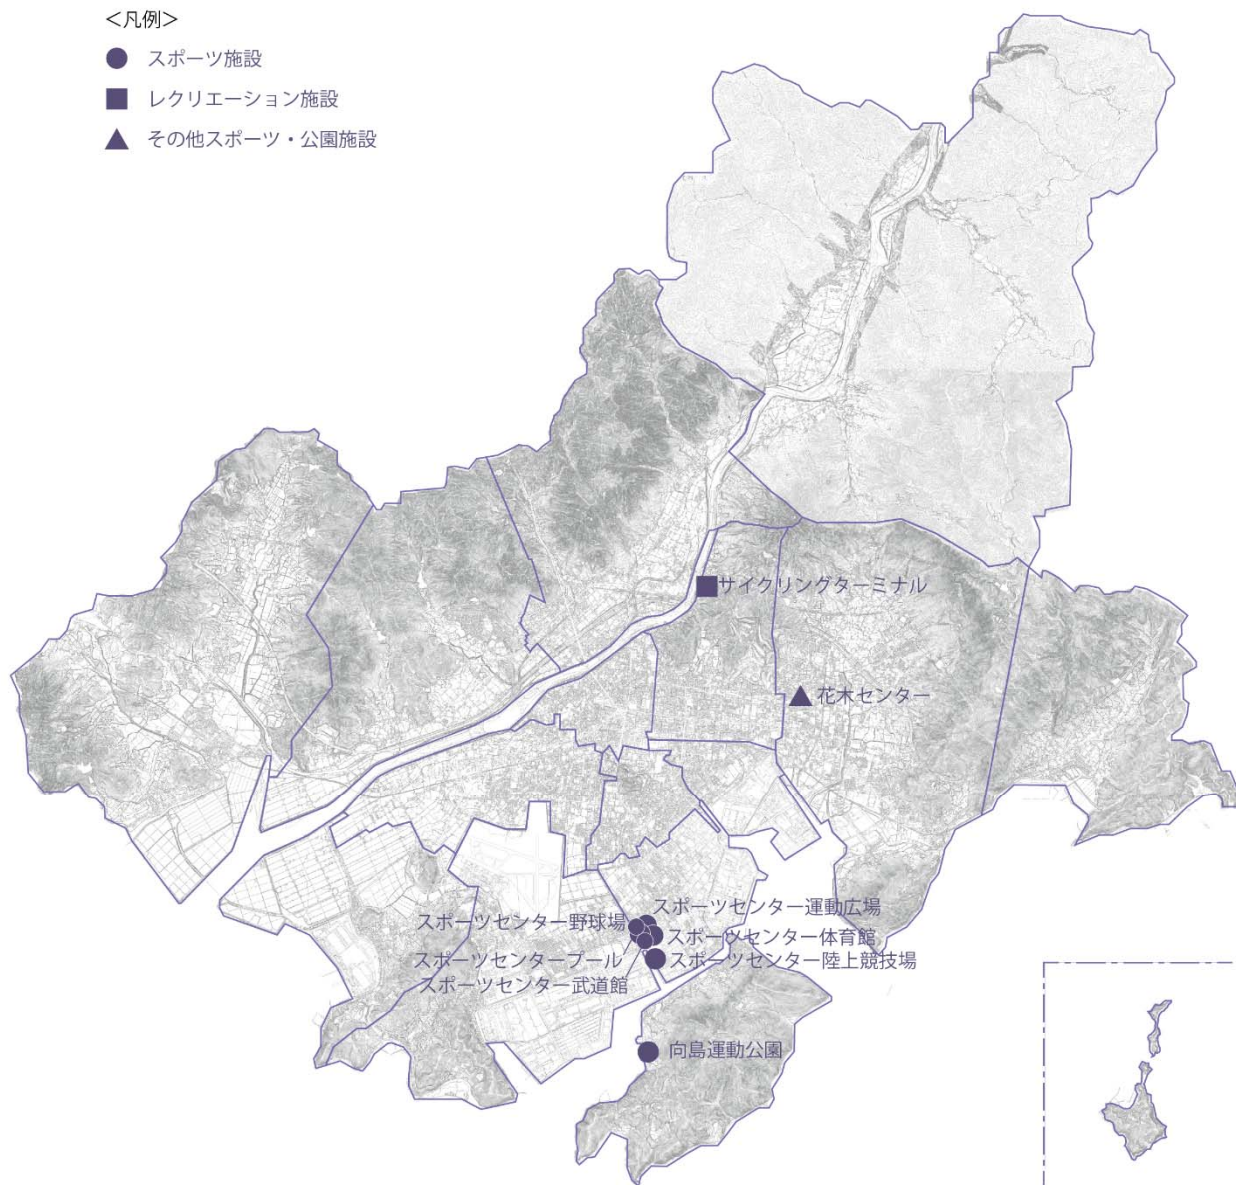 <凡例>
スポーツ施設
レクリエーション施設
その他スポーツ・公園施設
サイクリングターミナル
花木センター
スポーツセンター運動広場
スポーツセンター野球場
スポーツセンター体育館
スポーツセンタープール
スポーツセンター陸上競技場
スポーツセンター武道館
向島運動公園